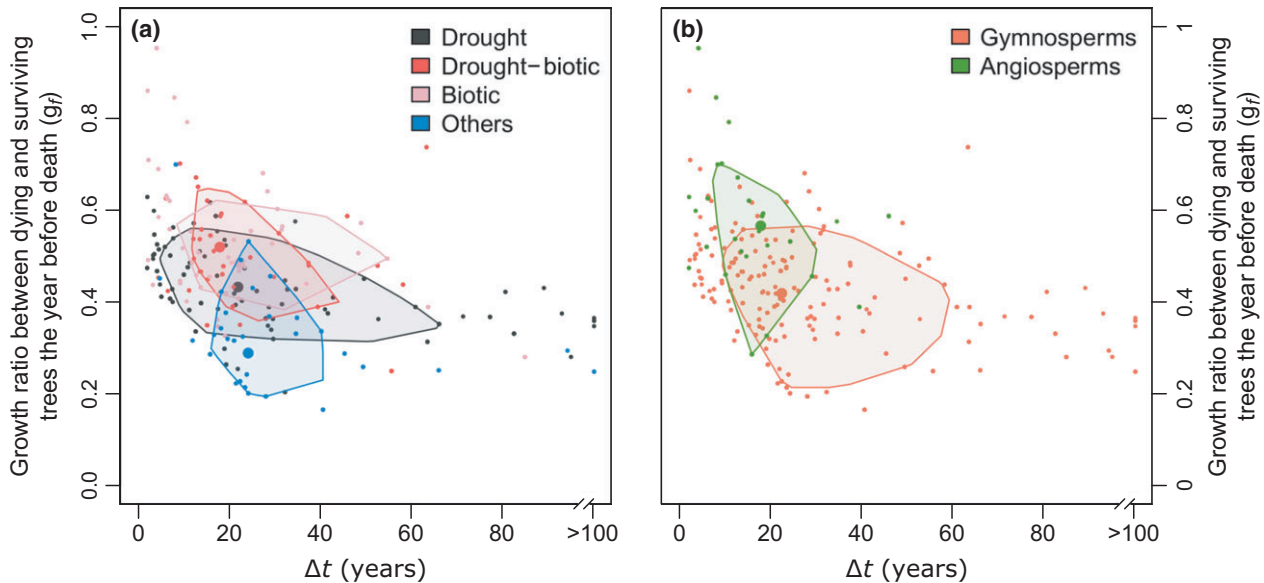 Growth ratio between dying and surviving
trees the year before death (gf)
1.0
0.8
0.6
0.4
0.2
0.0
(a)
Drought
Drought−biotic
Biotic
Others
0
20
40
60
80
>100
Δt (years)
(b)
Gymnosperms
Angiosperms
0
20
40
60
80
>100
Δt (years)
1
0.8
0.6
0.4
0.2
0
Growth ratio between dying and surviving
trees the year before death (gf)